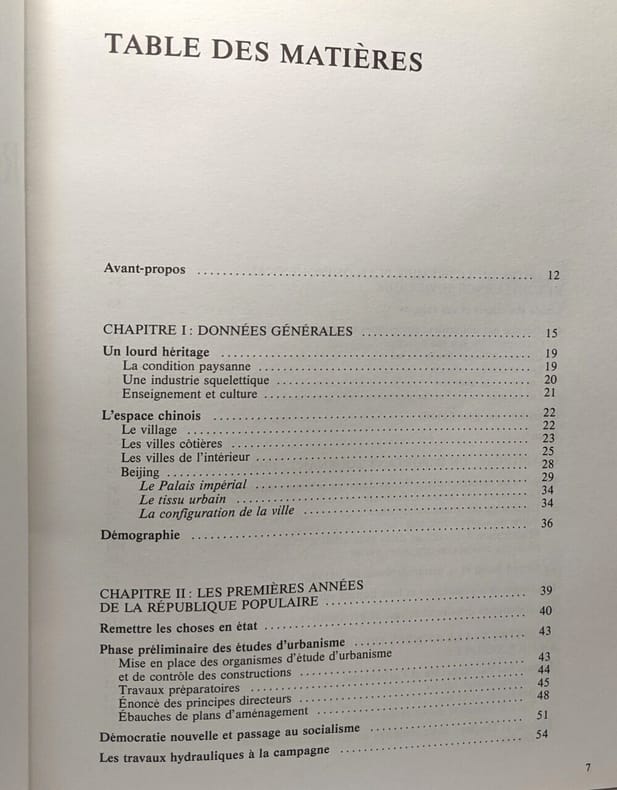 TABLE DES MATIÈRES
Avant-propos .................................................... 12
CHAPITRE I : DONNÉES GÉNÉRALES ........................... 15
Un lourd héritage ................................................ 19
La condition paysanne .......................................... 19
Une industrie squelettique ....................................... 20
Enseignement et culture ......................................... 21
L'espace chinois ................................................. 22
Le village ..................................................... 22
Les villes côtières .............................................. 23
Les villes de l'intérieur .......................................... 25
Beijing ........................................................ 28
Le Palais impérial ........................................... 29
Le tissu urbain .............................................. 34
La configuration de la ville .................................... 34
Démographie .................................................... 36
CHAPITRE II : LES PREMIÈRES ANNÉES
DE LA RÉPUBLIQUE POPULAIRE ................................ 39
Remettre les choses en état ......................................... 40
Phase préliminaire des études d'urbanisme ........................... 43
Mise en place des organismes d'étude d'urbanisme
et de contrôle des constructions .................................... 43
Travaux préparatoires ............................................ 44
Énoncé des principes directeurs .................................... 45
Ébauches de plans d'aménagement .................................. 48
Démocratie nouvelle et passage au socialisme ......................... 51
Les travaux hydrauliques à la campagne .............................. 54
7